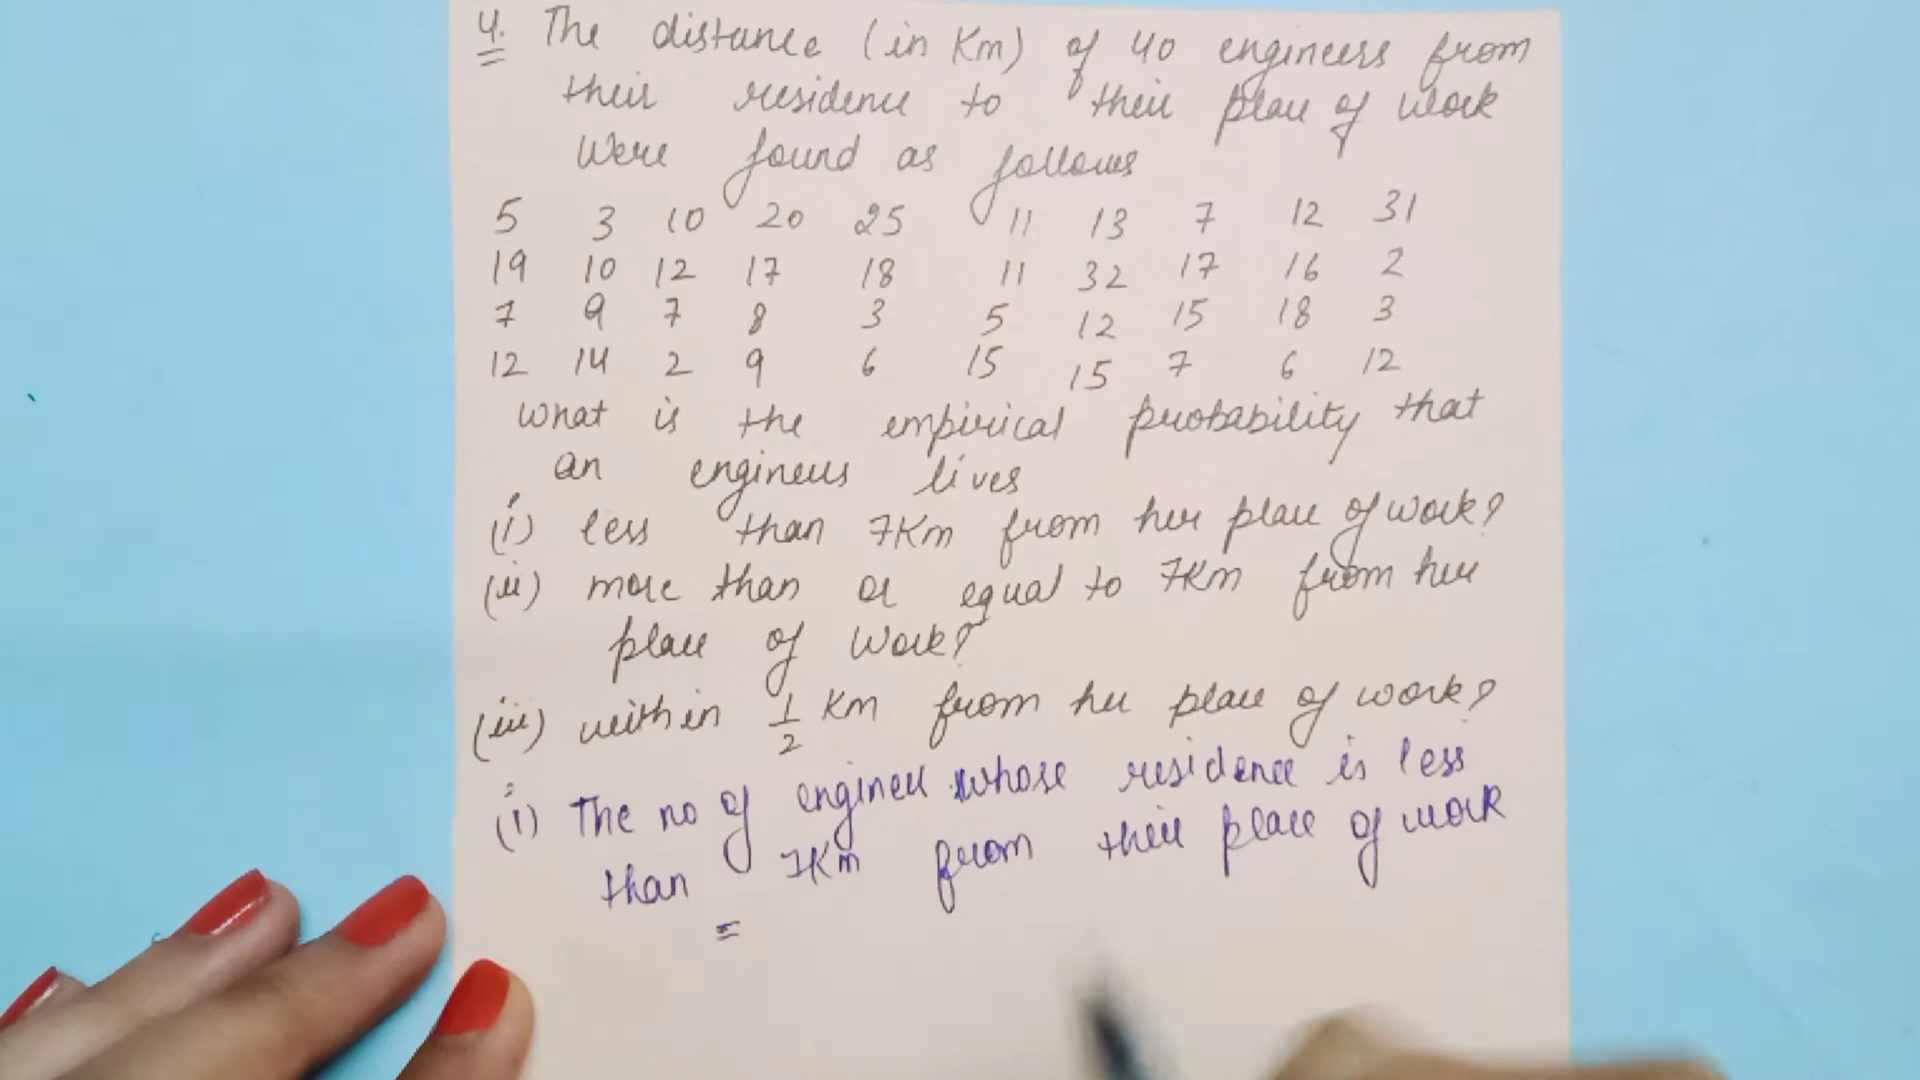 4. The distance (in Km) of 40 engineers from
their residence to their place of work
were found as follows
5 3 10 20 25 11 13 7 12 31
19 10 12 17 18 11 32 17 16 2
7 9 7 8 3 5 12 15 18 3
12 14 2 9 6 15 15 7 6 12
what is the empirical probability that
an engineers lives
(i) less than 7Km from her place of work?
(ii) more than or equal to 7Km from her
place of work?
(iii) within 1/2 Km from her place of work?
(i) The no of engineer whose residence is less
than 7Km from their place of work
=